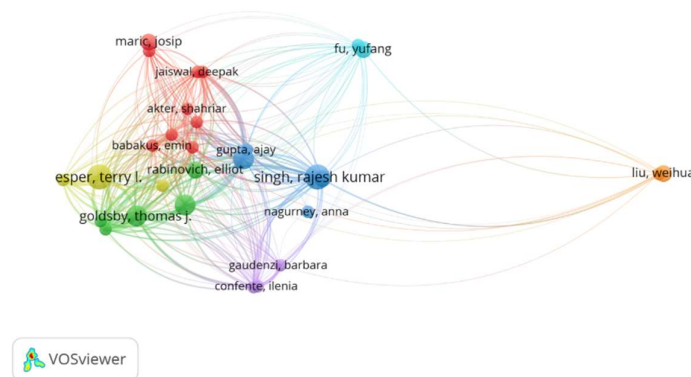 maric, josip
fu, yufang
jaiswal, deepak
akter, shahriar
babakus, emin
gupta, ajay
rabinovich, elliot
esper, terry l.
singh, rajesh kumar
liu, weihua
goldsby, thomas j.
nagurney, anna
gaudenzi, barbara
confente, ilenia
VOSviewer